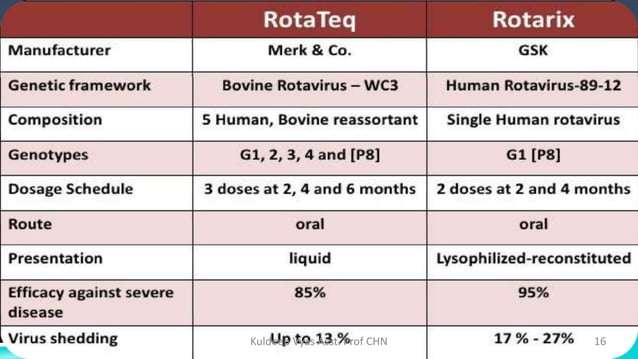 RotaTeq Rotarix
Manufacturer Merk & Co. GSK
Genetic framework Bovine Rotavirus – WC3 Human Rotavirus-89-12
Composition 5 Human, Bovine reassortant Single Human rotavirus
Genotypes G1, 2, 3, 4 and [P8] G1 [P8]
Dosage Schedule 3 doses at 2, 4 and 6 months 2 doses at 2 and 4 months
Route oral oral
Presentation liquid Lysophilized-reconstituted
Efficacy against severe 85% 95%
disease
Virus shedding Up to 13 % 17 % - 27%
Vyas Prof CHN 16